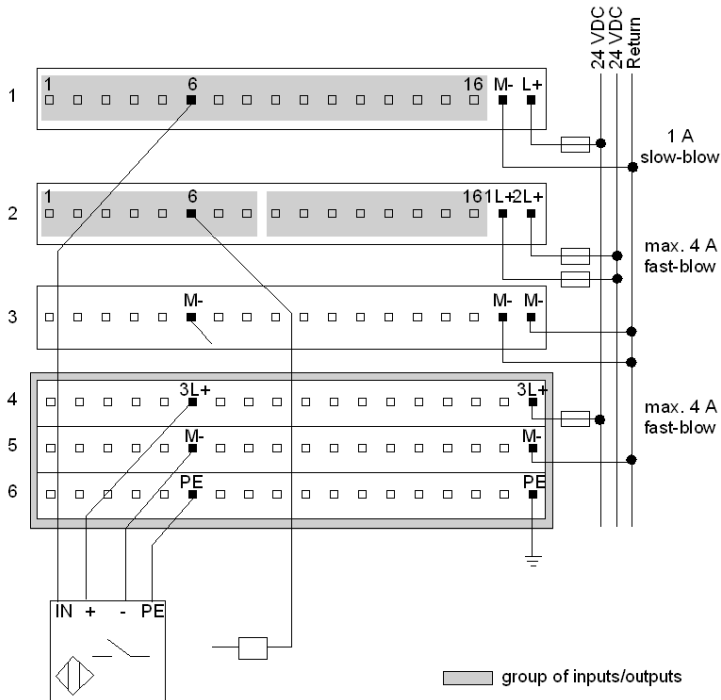 24 VDC
24 VDC
Return
1
1
6
16
M-
L+
1 A
slow-blow
2
1
6
16
1L+
2L+
max. 4 A
fast-blow
3
M-
M-
M-
4
3L+
3L+
max. 4 A
fast-blow
5
M-
M-
6
PE
PE
IN + - PE
group of inputs/outputs